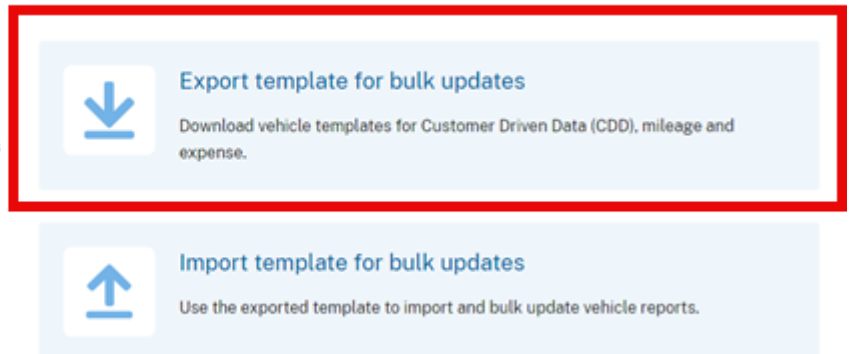 Export template for bulk updates
Download vehicle templates for Customer Driven Data (CDD), mileage and
expense.
Import template for bulk updates
Use the exported template to import and bulk update vehicle reports.